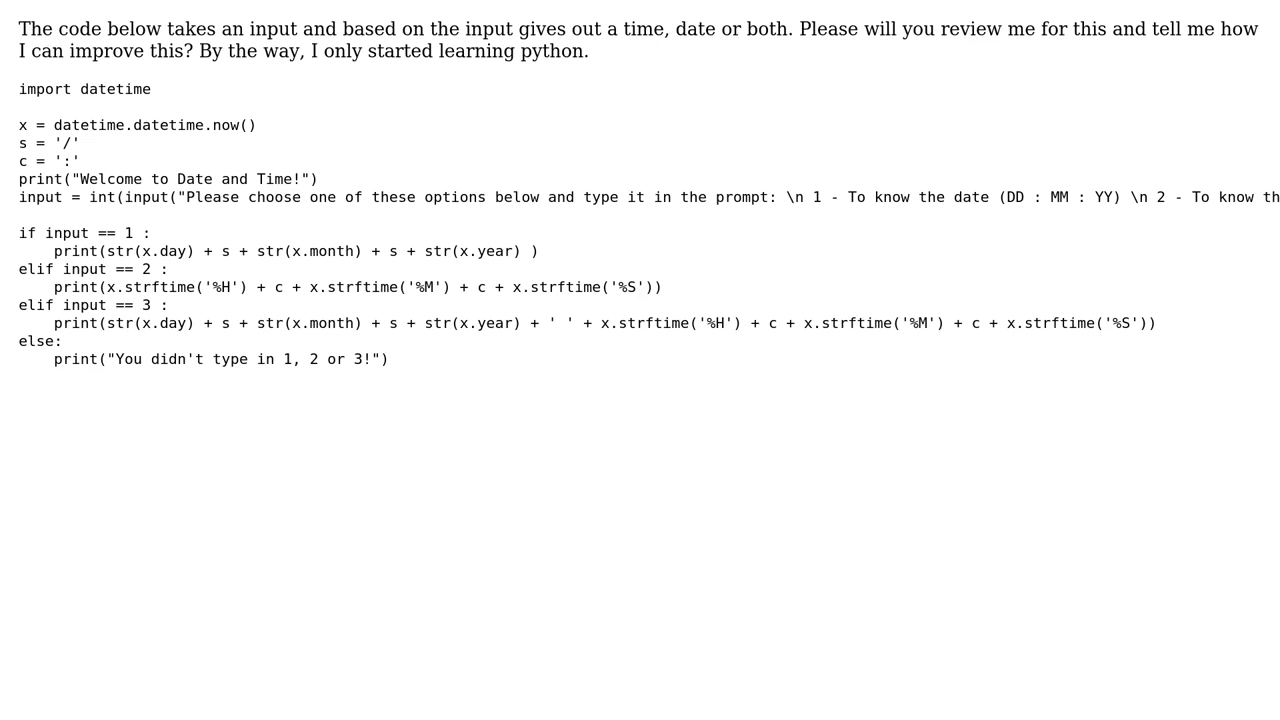 The code below takes an input and based on the input gives out a time, date or both. Please will you review me for this and tell me how
I can improve this? By the way, I only started learning python.
import datetime
x = datetime.datetime.now()
s = '/'
c = ':'
print("Welcome to Date and Time!")
input = int(input("Please choose one of these options below and type it in the prompt: \n 1 - To know the date (DD : MM : YY) \n 2 - To know th
if input == 1 :
    print(str(x.day) + s + str(x.month) + s + str(x.year) )
elif input == 2 :
    print(x.strftime('%H') + c + x.strftime('%M') + c + x.strftime('%S'))
elif input == 3 :
    print(str(x.day) + s + str(x.month) + s + str(x.year) + ' ' + x.strftime('%H') + c + x.strftime('%M') + c + x.strftime('%S'))
else:
    print("You didn't type in 1, 2 or 3!")